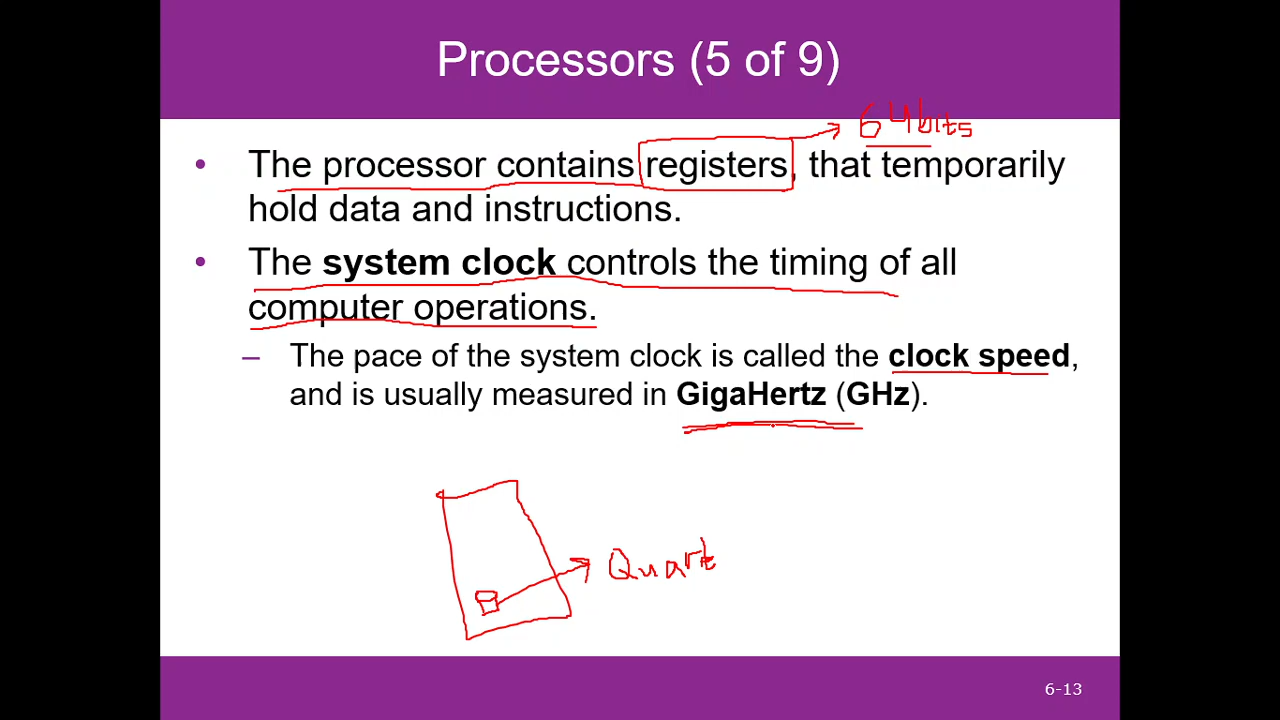 Processors (5 of 9)
64bits
• The processor contains registers, that temporarily
hold data and instructions.
• The system clock controls the timing of all
computer operations.
– The pace of the system clock is called the clock speed,
and is usually measured in GigaHertz (GHz).
Quart
6-13